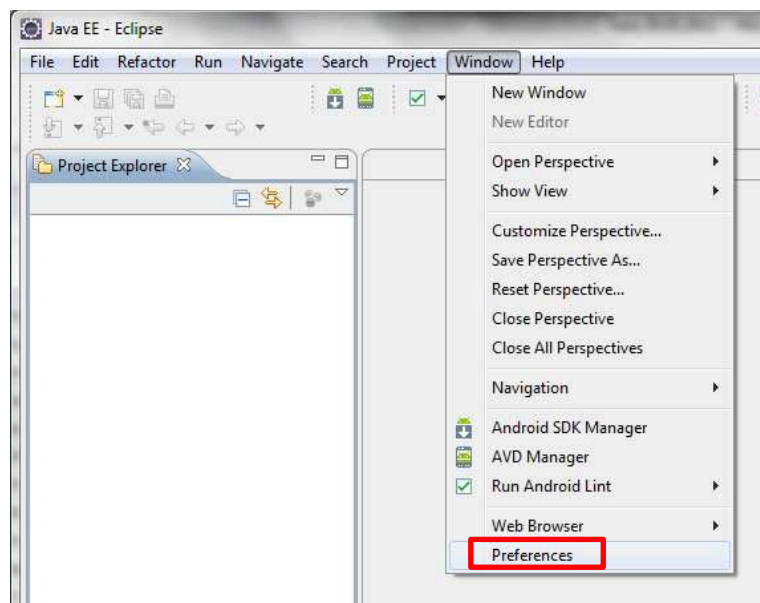 Java EE - Eclipse
File Edit Refactor Run Navigate Search Project Window Help
Project Explorer
New Window
New Editor
Open Perspective
Show View
Customize Perspective...
Save Perspective As...
Reset Perspective...
Close Perspective
Close All Perspectives
Navigation
Android SDK Manager
AVD Manager
Run Android Lint
Web Browser
Preferences